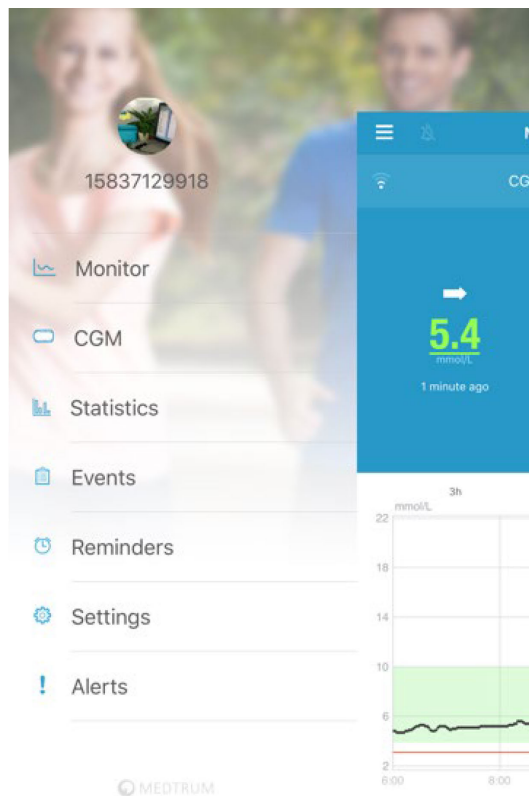 15837129918
Monitor
CGM
Statistics
Events
Reminders
Settings
Alerts
MEDTRUM
CG
5.4
mmol/L
1 minute ago
3h
mmol/L
22
18
14
10
6
2
6:00
8:00